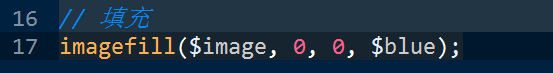 16 // 填充
17 imagefill($image, 0, 0, $blue);